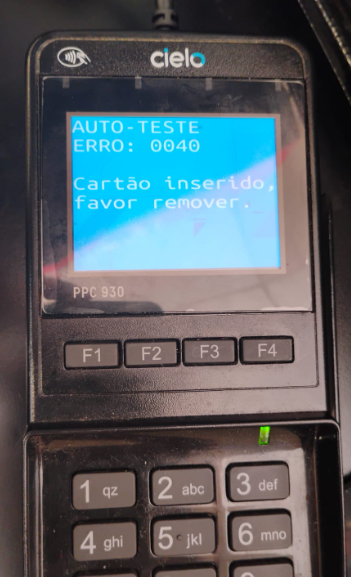 cielo
AUTO-TESTE
ERRO: 0040
Cartão inserido,
favor remover.
PPC 930
F1 F2 F3 F4
1 qz 2 abc 3 def
4 ghi 5 jkl 6 mno